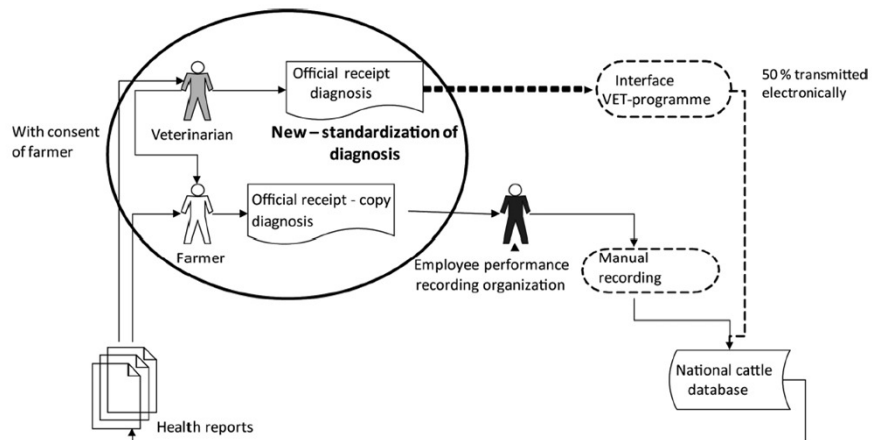 Official receipt
diagnosis
Interface
VET-programme
50 % transmitted
electronically
With consent
of farmer
Veterinarian
New – standardization of
diagnosis
Official receipt - copy
diagnosis
Farmer
Employee performance
recording organization
Manual
recording
National cattle
database
Health reports